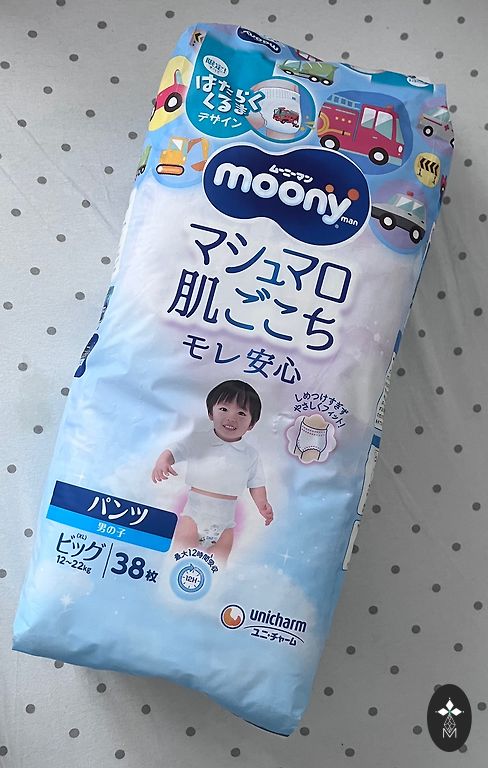 はたらく
くるま
デザイン
ムーニーマン
moony
man
マシュマロ
肌ごこち
モレ安心
しめつけすぎず
やさしくフィット!
パンツ
男の子
ビッグ(XL)
12~22kg
38枚
最大12時間吸収
12H
unicharm
ユニ・チャーム
M